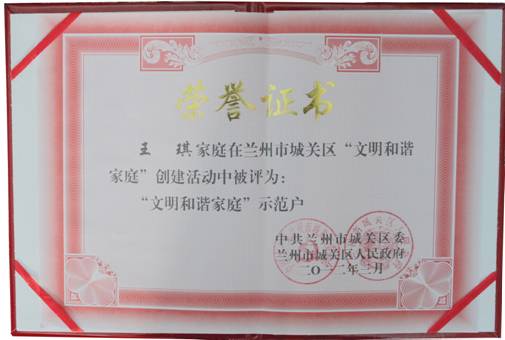 荣誉证书
王 琪家庭在兰州市城关区“文明和谐
家庭”创建活动中被评为：
“文明和谐家庭”示范户
中共兰州市城关区委
兰州市城关区人民政府
二〇一二年三月